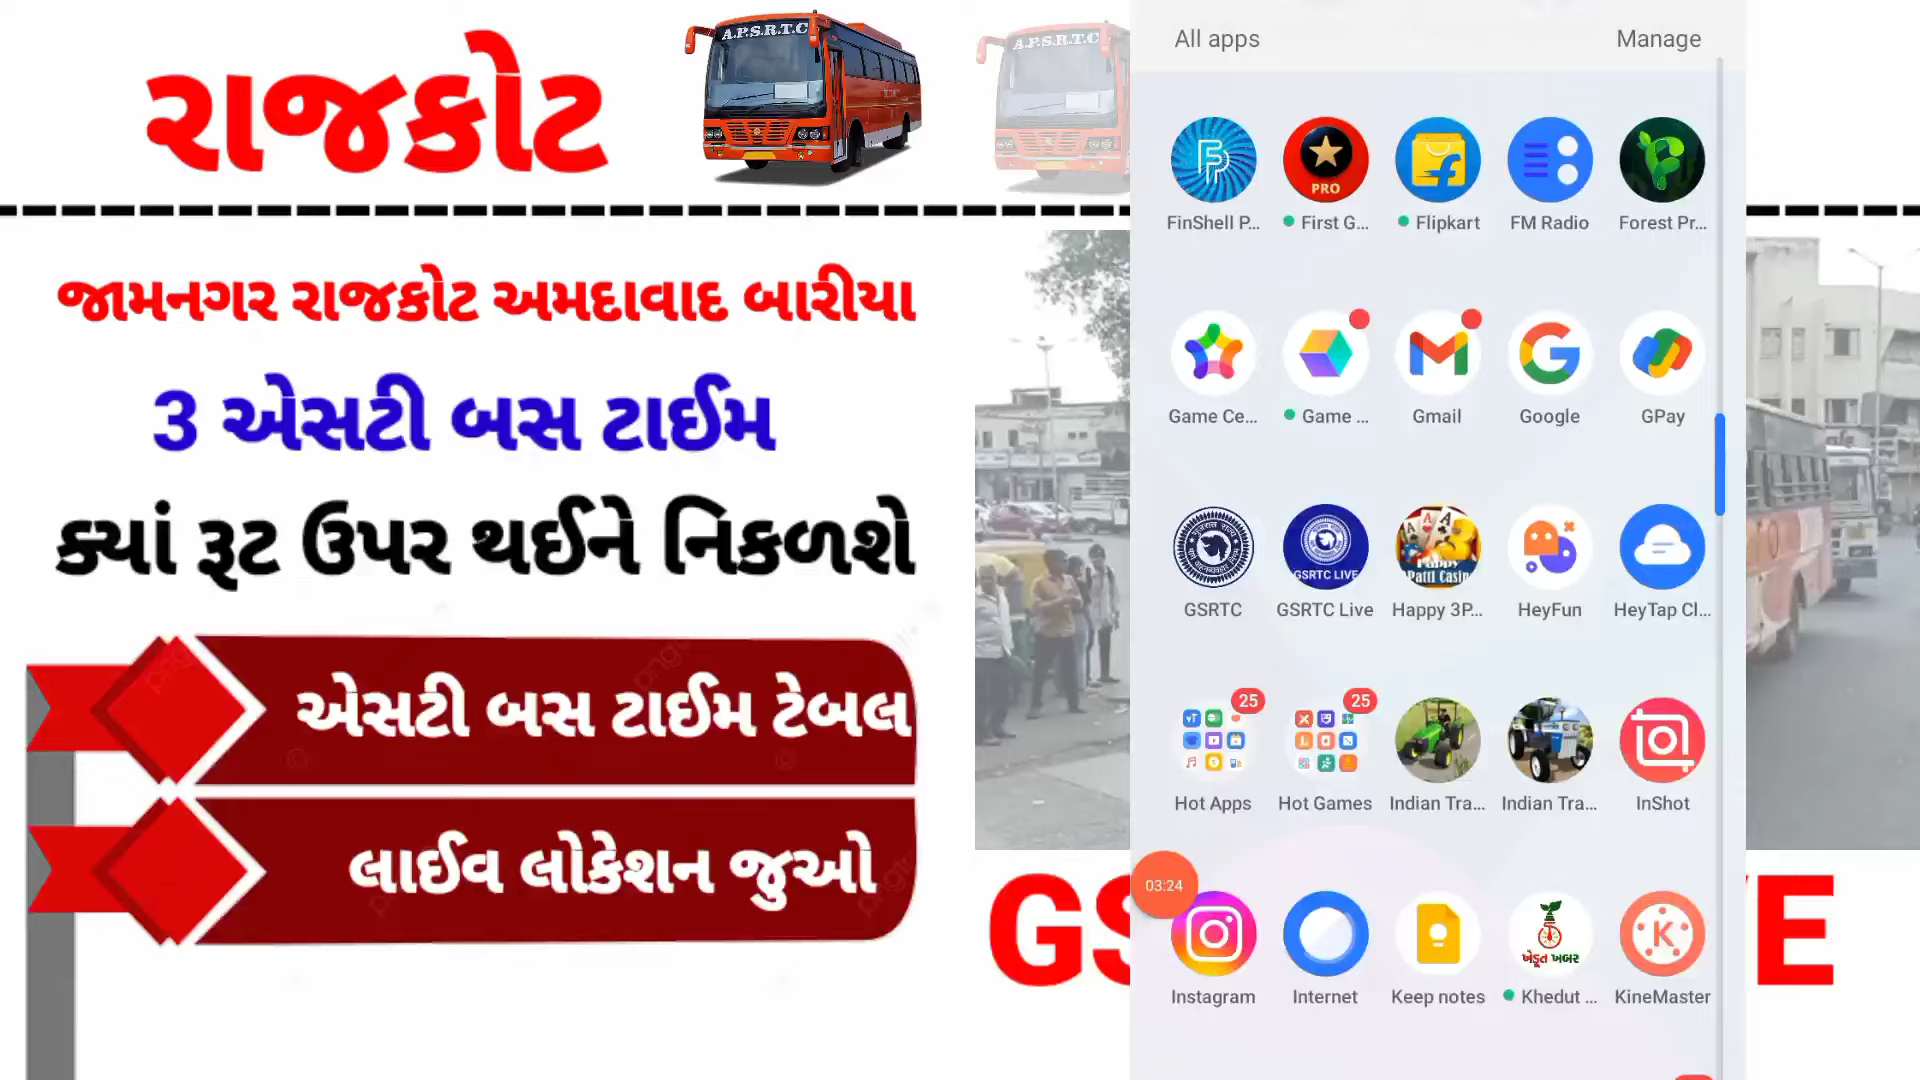 રાજકોટ
A.P.S.R.T.C
A.P.S.R.T.C
જામનગર રાજકોટ અમદાવાદ બારીયા
3 એસટી બસ ટાઈમ
ક્યાં રૂટ ઉપર થઈને નિકળશે
એસટી બસ ટાઈમ ટેબલ
લાઈવ લોકેશન જુઓ
All apps
Manage
PRO
FinShell P...
First G...
Flipkart
FM Radio
Forest Pr...
Game Ce...
Game ...
Gmail
Google
GPay
GSRTC LIVE
GSRTC
GSRTC Live
Happy 3P...
HeyFun
HeyTap Cl...
25
25
Hot Apps
Hot Games
Indian Tra...
Indian Tra...
InShot
03:24
ખેડૂત ખબર
K
Instagram
Internet
Keep notes
Khedut ...
KineMaster
GS
E